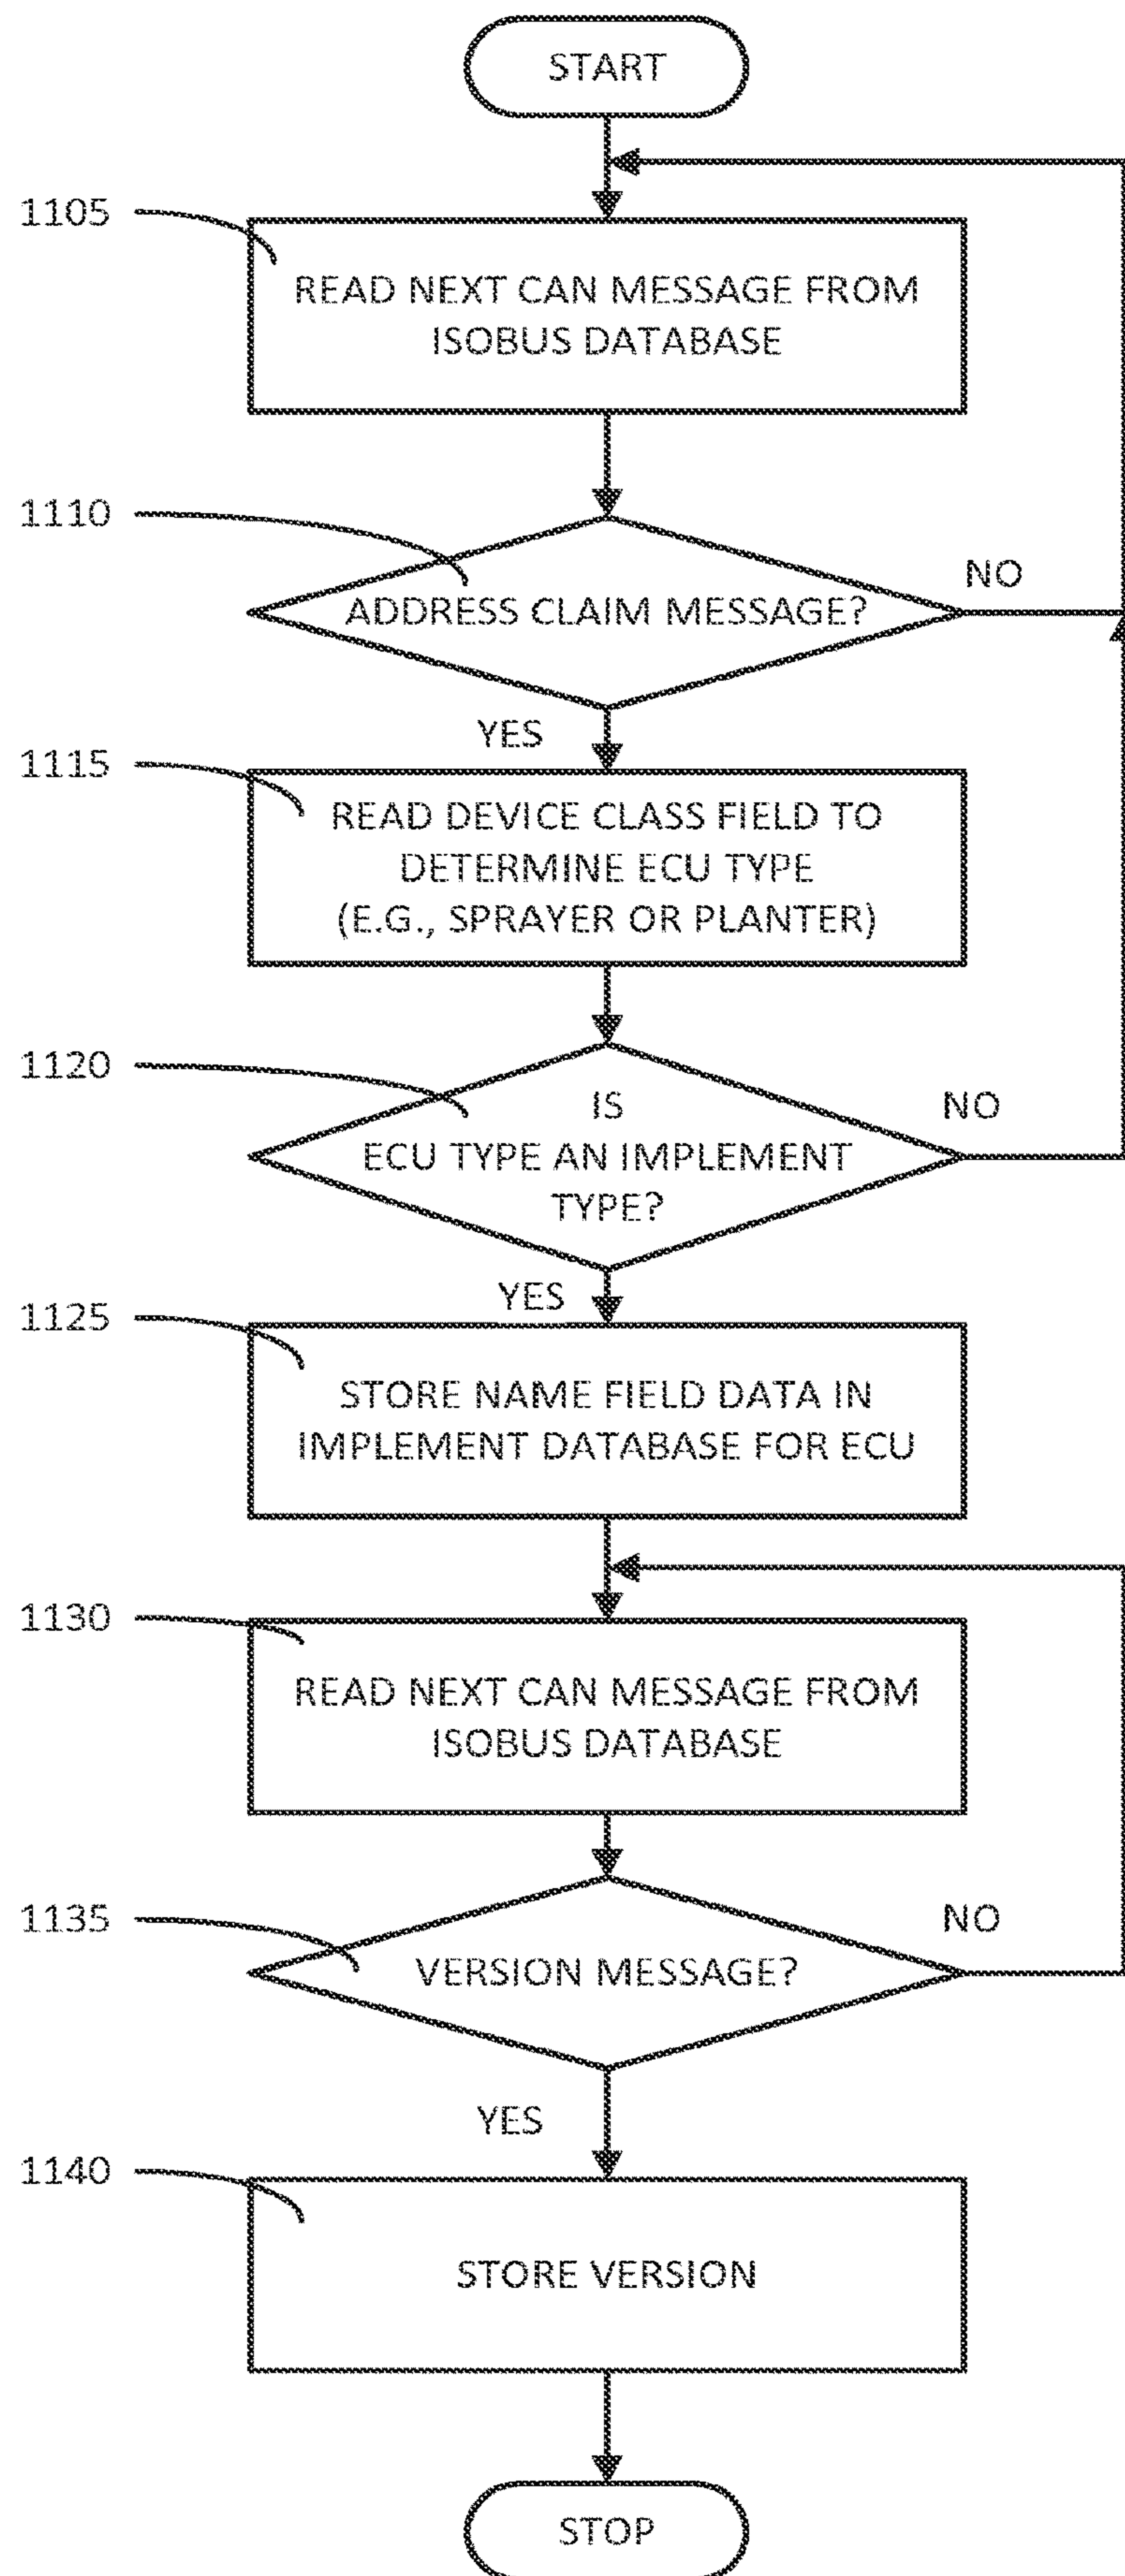 START
1105
READ NEXT CAN MESSAGE FROM
ISOBUS DATABASE
1110
ADDRESS CLAIM MESSAGE?
NO
YES
1115
READ DEVICE CLASS FIELD TO
DETERMINE ECU TYPE
(E.G., SPRAYER OR PLANTER)
1120
IS
ECU TYPE AN IMPLEMENT
TYPE?
NO
YES
1125
STORE NAME FIELD DATA IN
IMPLEMENT DATABASE FOR ECU
1130
READ NEXT CAN MESSAGE FROM
ISOBUS DATABASE
1135
VERSION MESSAGE?
NO
YES
1140
STORE VERSION
STOP